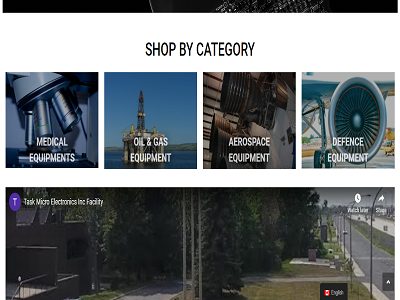 SHOP BY CATEGORY
MEDICAL
EQUIPMENTS
OIL & GAS
EQUIPMENT
AEROSPACE
EQUIPMENT
DEFENCE
EQUIPMENT
T
Task Micro Electronics Inc Facility
Watch later
Share
English